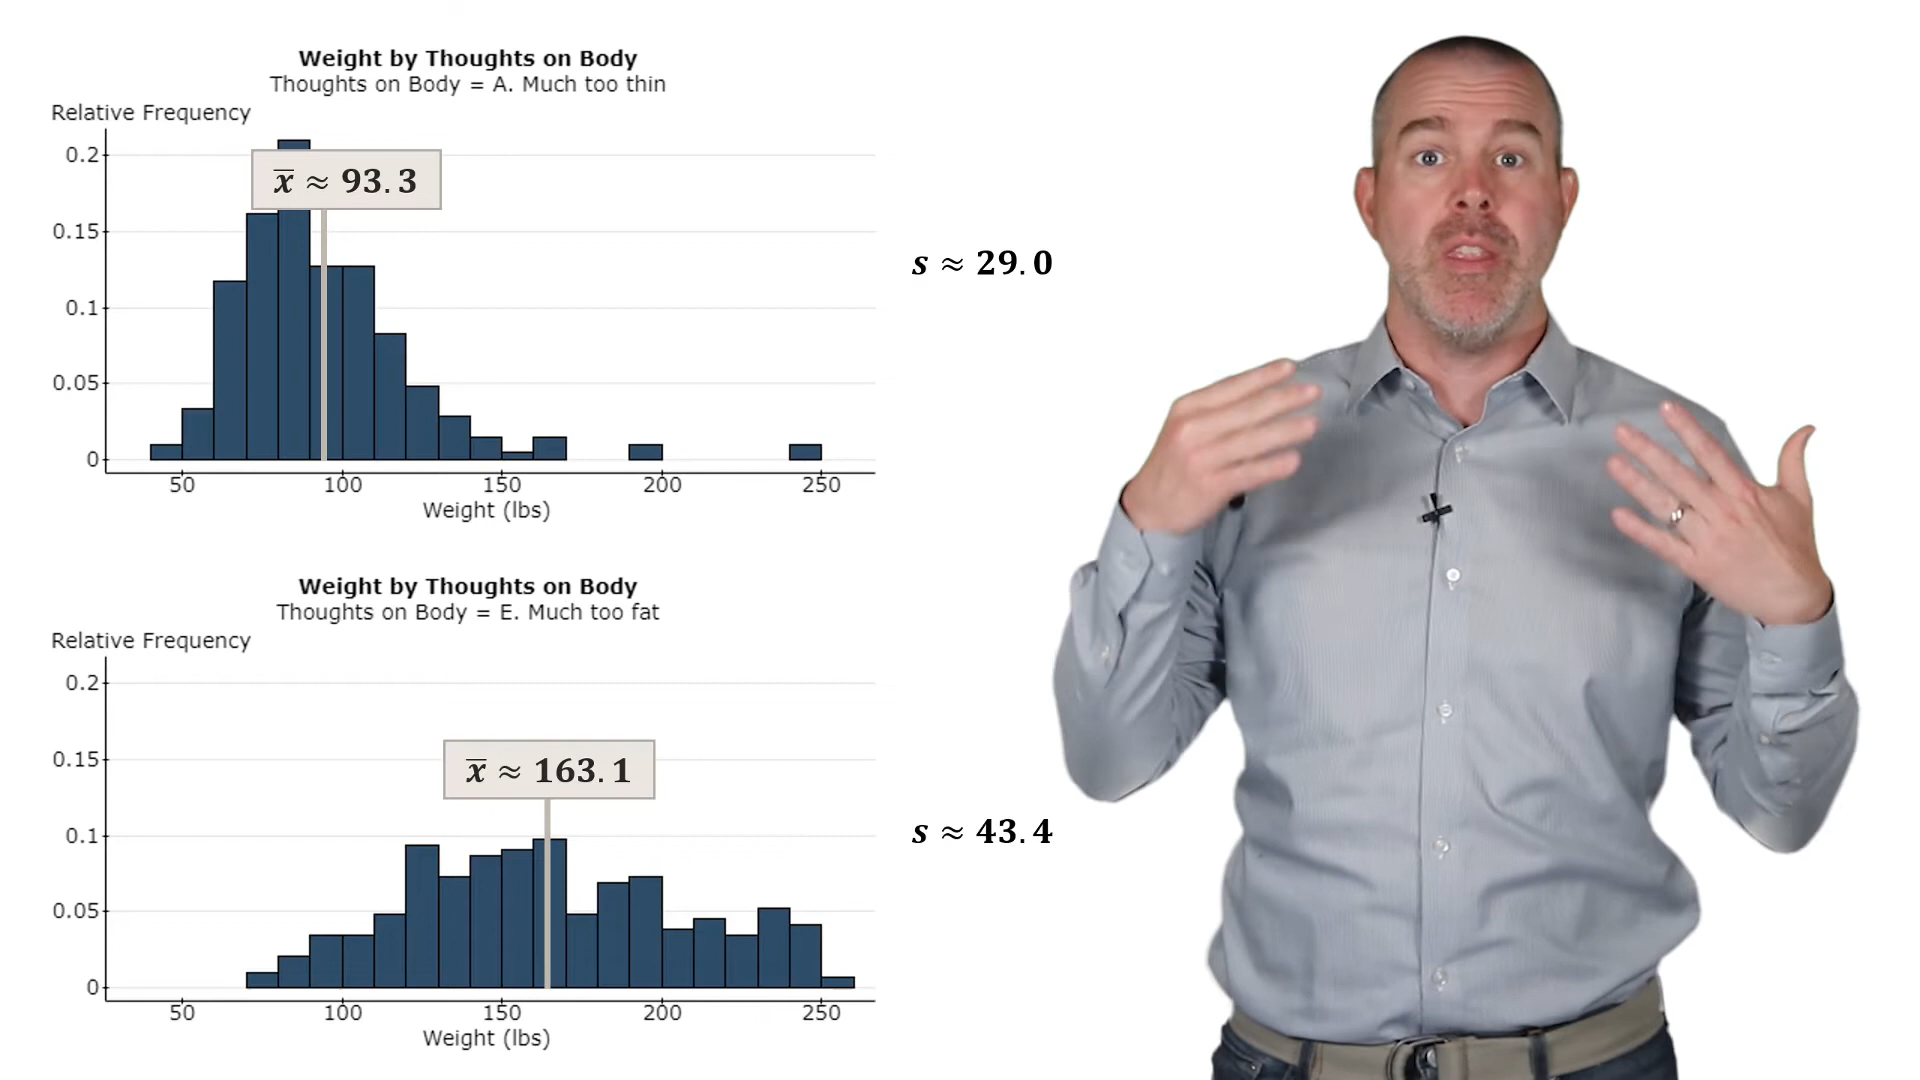 Weight by Thoughts on Body
Thoughts on Body = A. Much too thin
Relative Frequency
0.2
x̅ ≈ 93.3
0.15
0.1
0.05
0
50 100 150 200 250
Weight (lbs)
s ≈ 29.0
Weight by Thoughts on Body
Thoughts on Body = E. Much too fat
Relative Frequency
0.2
0.15
x̅ ≈ 163.1
0.1
0.05
0
50 100 150 200 250
Weight (lbs)
s ≈ 43.4